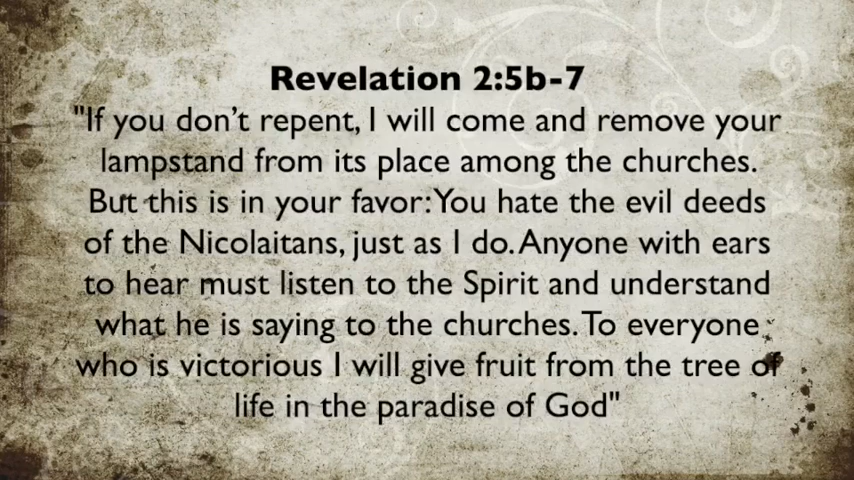 Revelation 2:5b-7
"If you don’t repent, I will come and remove your
lampstand from its place among the churches.
But this is in your favor: You hate the evil deeds
of the Nicolaitans, just as I do. Anyone with ears
to hear must listen to the Spirit and understand
what he is saying to the churches. To everyone
who is victorious I will give fruit from the tree of
life in the paradise of God"